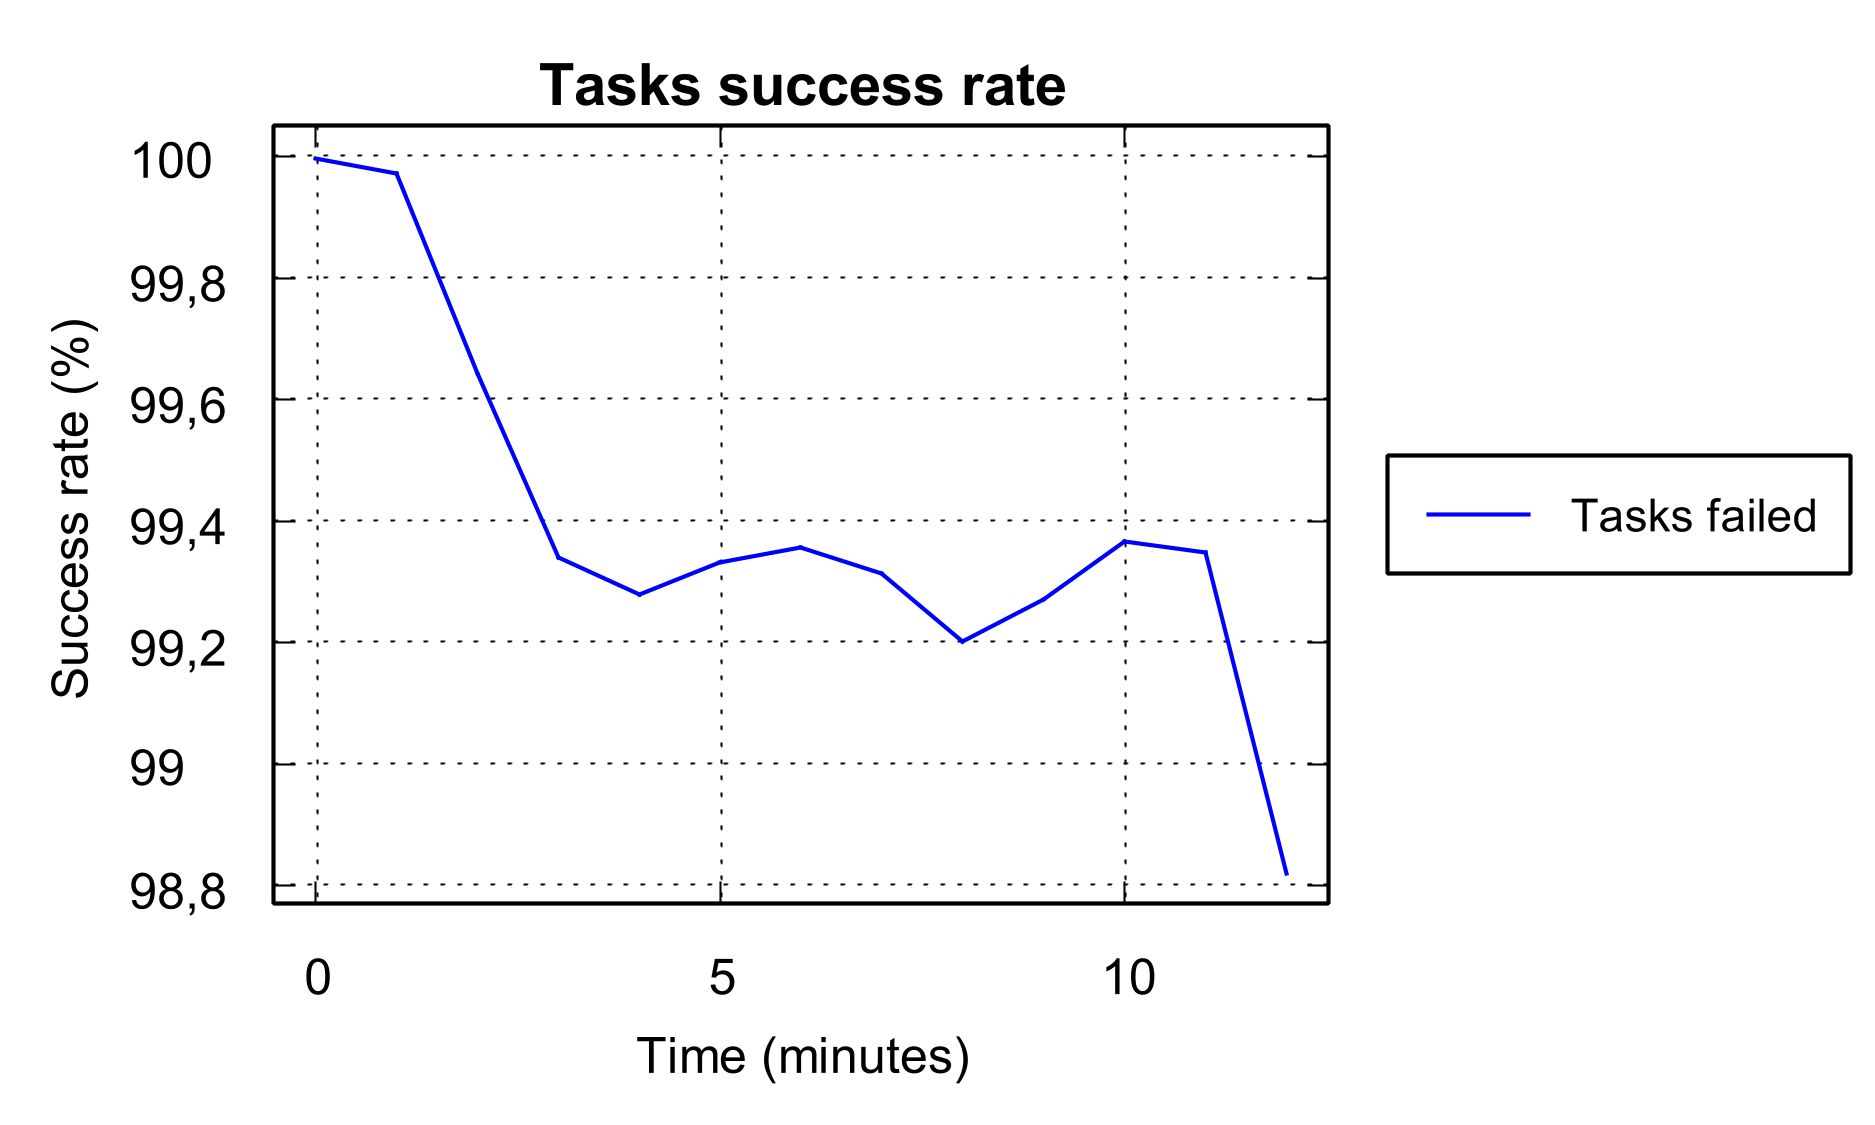 Tasks success rate
100
99,8
99,6
99,4
99,2
99
98,8
Success rate (%)
0 5 10
Time (minutes)
Tasks failed